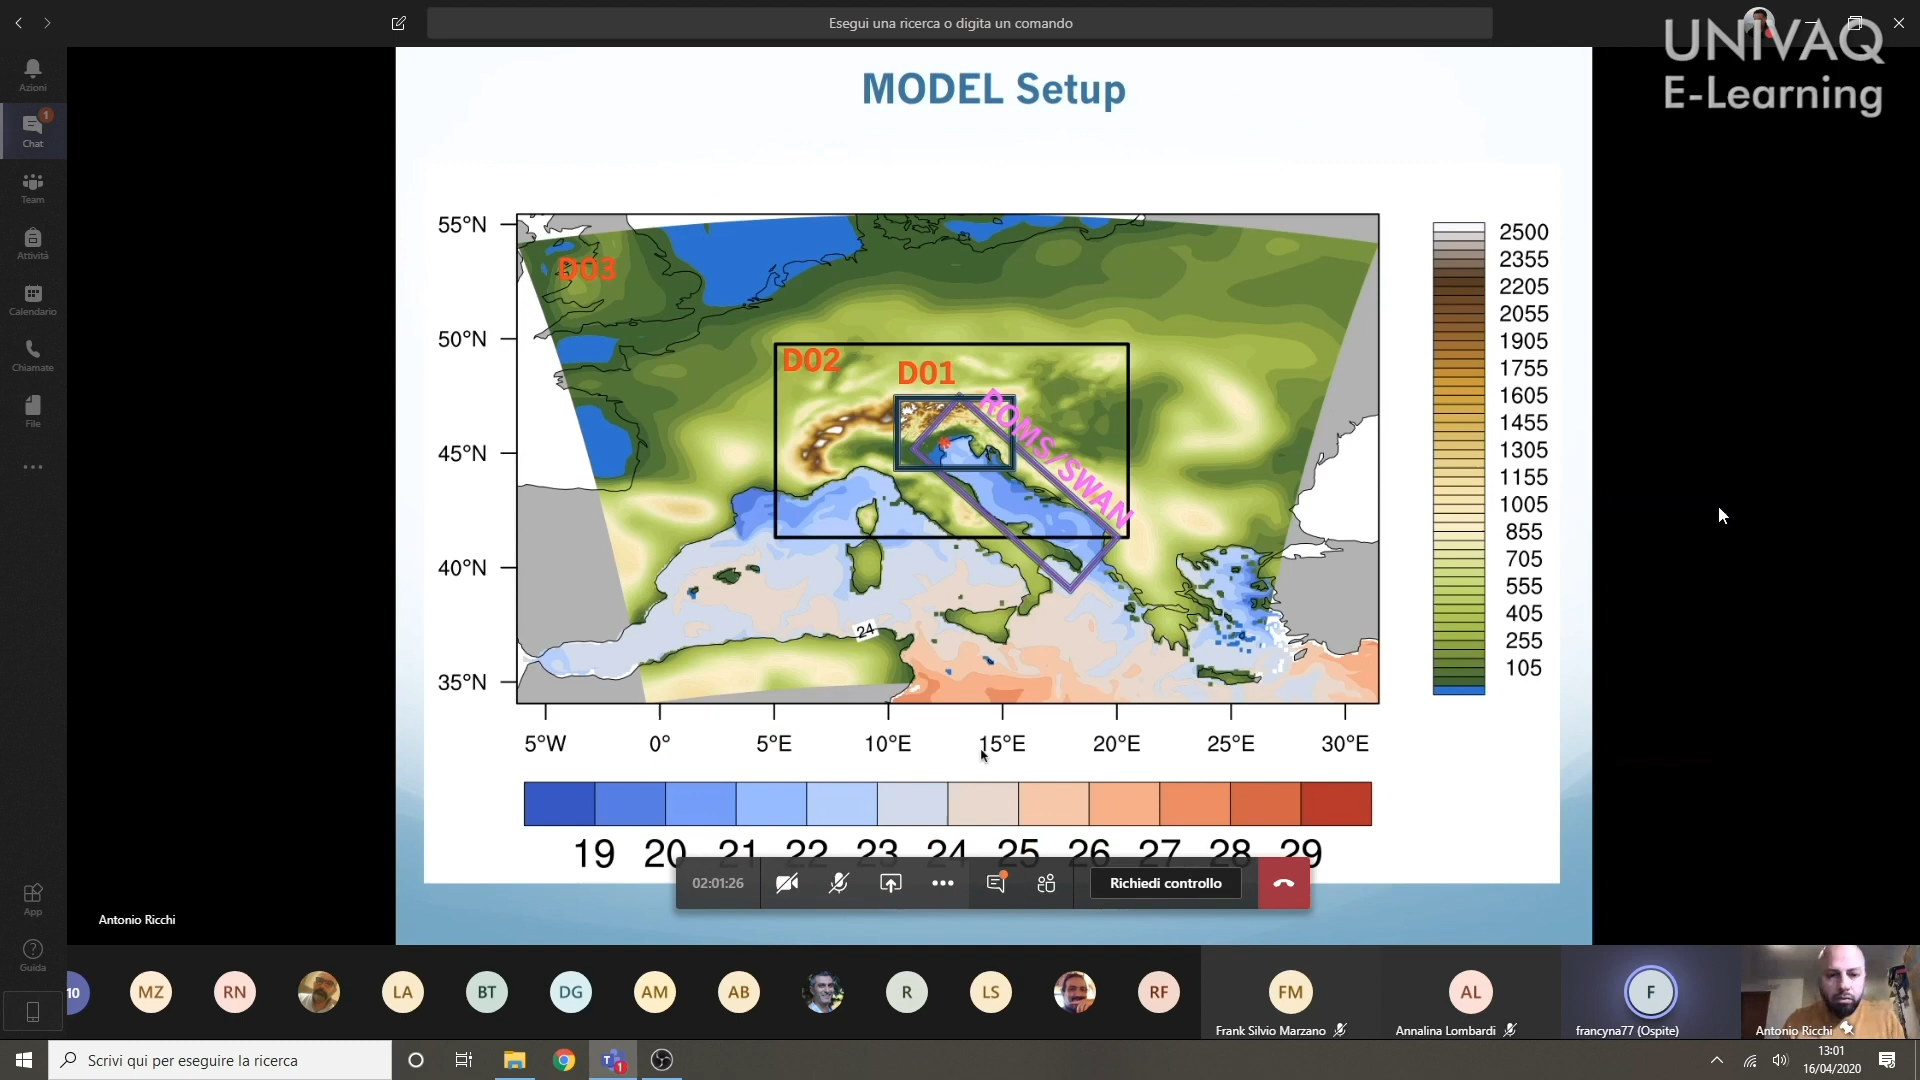 Esegui una ricerca o digita un comando
UNIVAQ
E-Learning
Azioni
1
Chat
Team
Attività
Calendario
Chiamate
File
App
Guida
MODEL Setup
55°N
50°N
45°N
40°N
35°N
D03
D02
D01
ROMS/SWAN
*
24
5°W
0°
5°E
10°E
15°E
20°E
25°E
30°E
2500
2355
2205
2055
1905
1755
1605
1455
1305
1155
1005
855
705
555
405
255
105
19
20
21
22
23
24
25
26
27
28
29
02:01:26
Richiedi controllo
Antonio Ricchi
10
MZ
RN
LA
BT
DG
AM
AB
R
LS
RF
FM
Frank Silvio Marzano
AL
Annalina Lombardi
F
francyna77 (Ospite)
Antonio Ricchi
Scrivi qui per eseguire la ricerca
T
1
13:01
16/04/2020